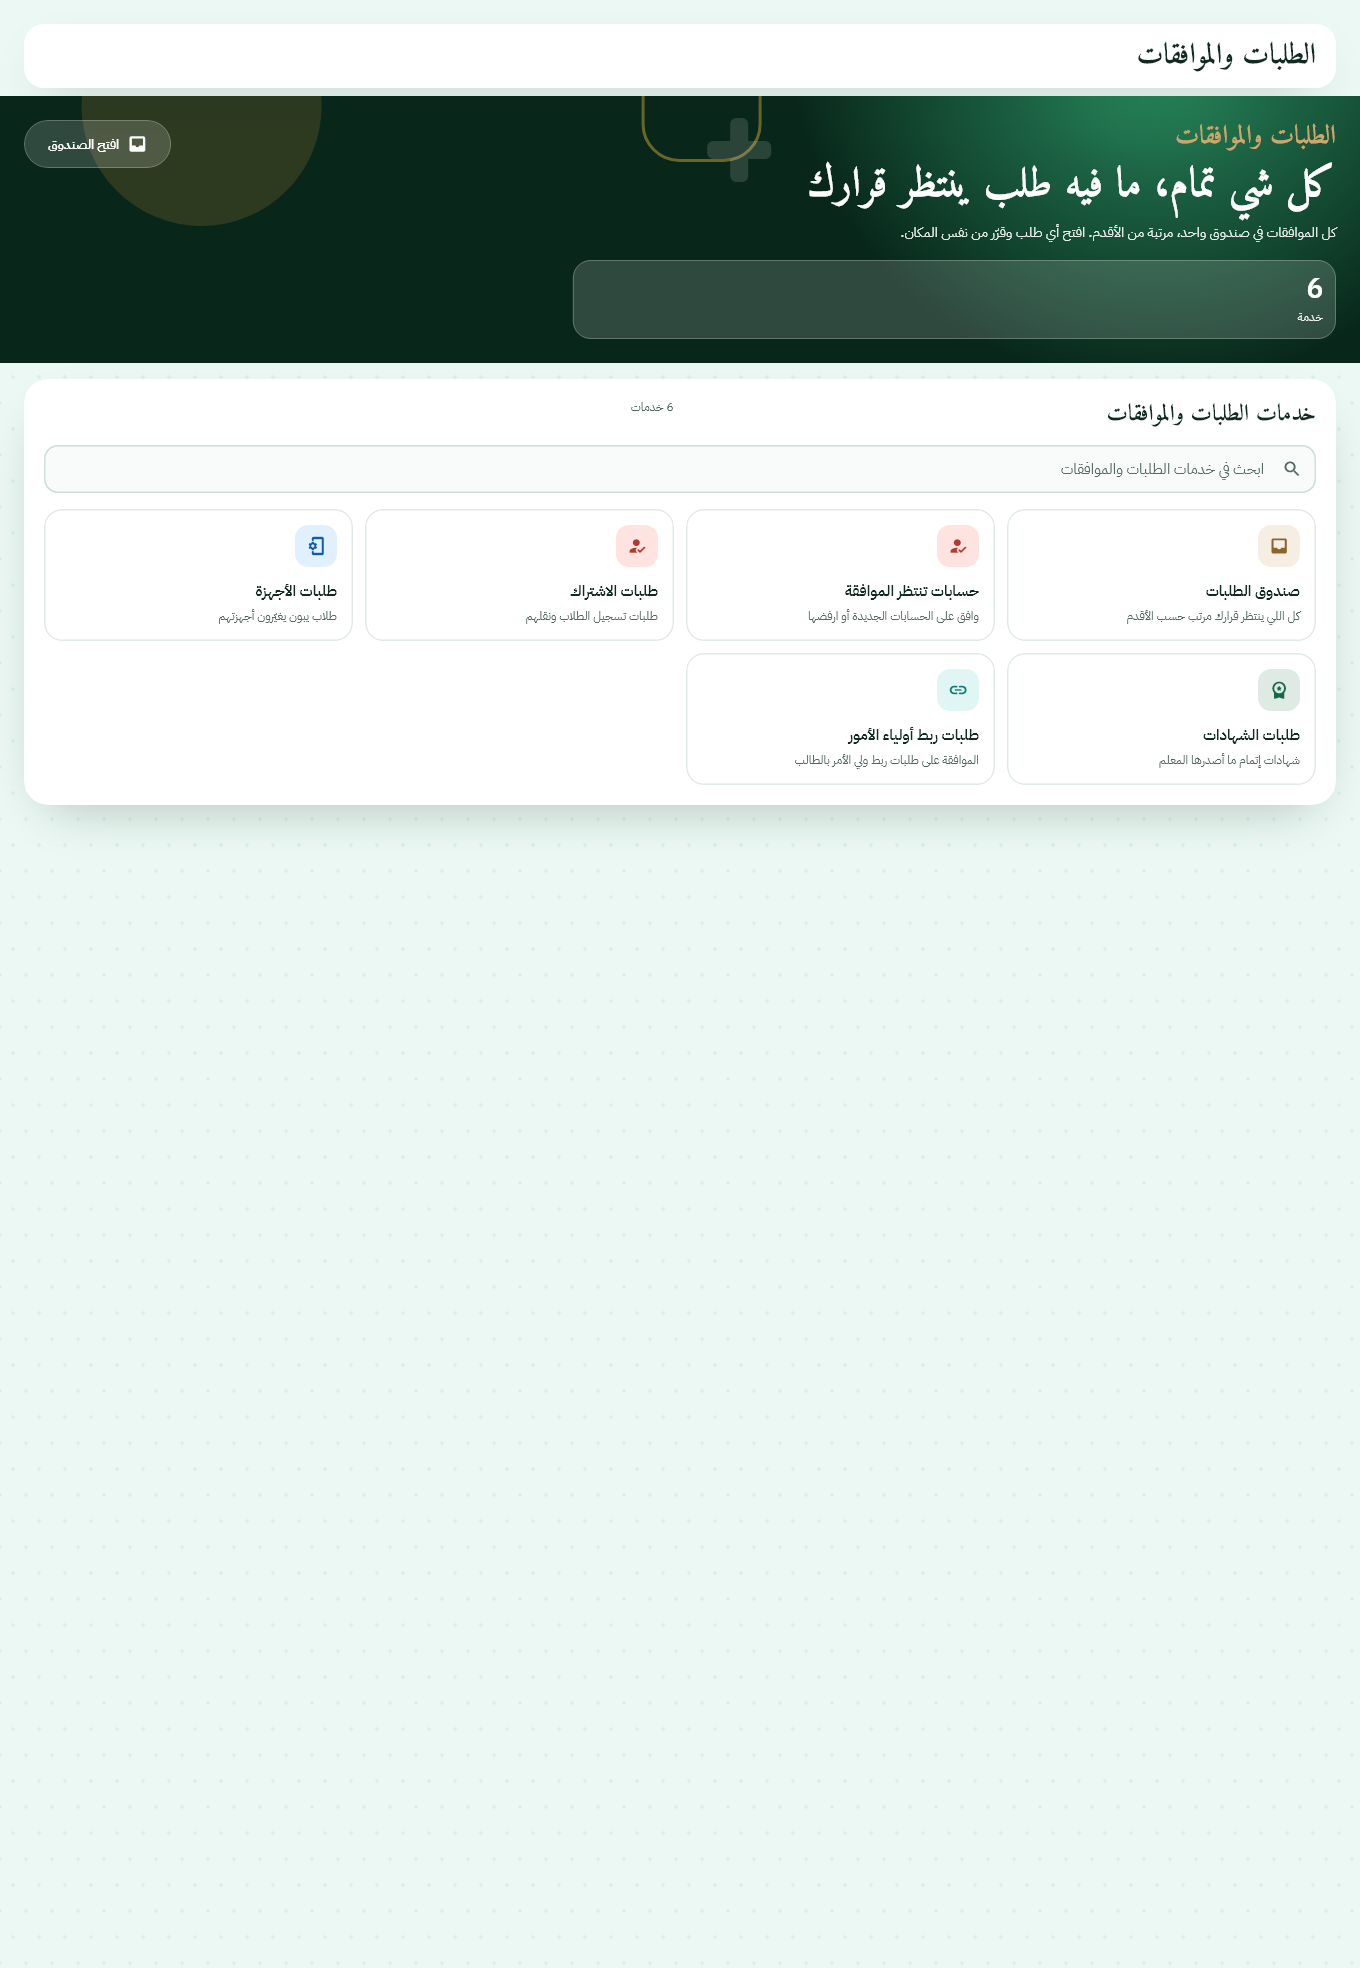 الطلبات والموافقات
الطلبات والموافقات
افتح الصندوق
كل شي تمام، ما فيه طلب ينتظر قرارك
كل الموافقات في صندوق واحد، مرتبة من الأقدم. افتح أي طلب وقرّر من نفس المكان.
6
خدمة
خدمات الطلبات والموافقات
6 خدمات
ابحث في خدمات الطلبات والموافقات
صندوق الطلبات
كل اللي ينتظر قرارك مرتب حسب الأقدم
حسابات تنتظر الموافقة
وافق على الحسابات الجديدة أو ارفضها
طلبات الاشتراك
طلبات تسجيل الطلاب ونقلهم
طلبات الأجهزة
طلاب يبون يغيّرون أجهزتهم
طلبات الشهادات
شهادات إتمام ما أصدرها المعلم
طلبات ربط أولياء الأمور
الموافقة على طلبات ربط ولي الأمر بالطالب